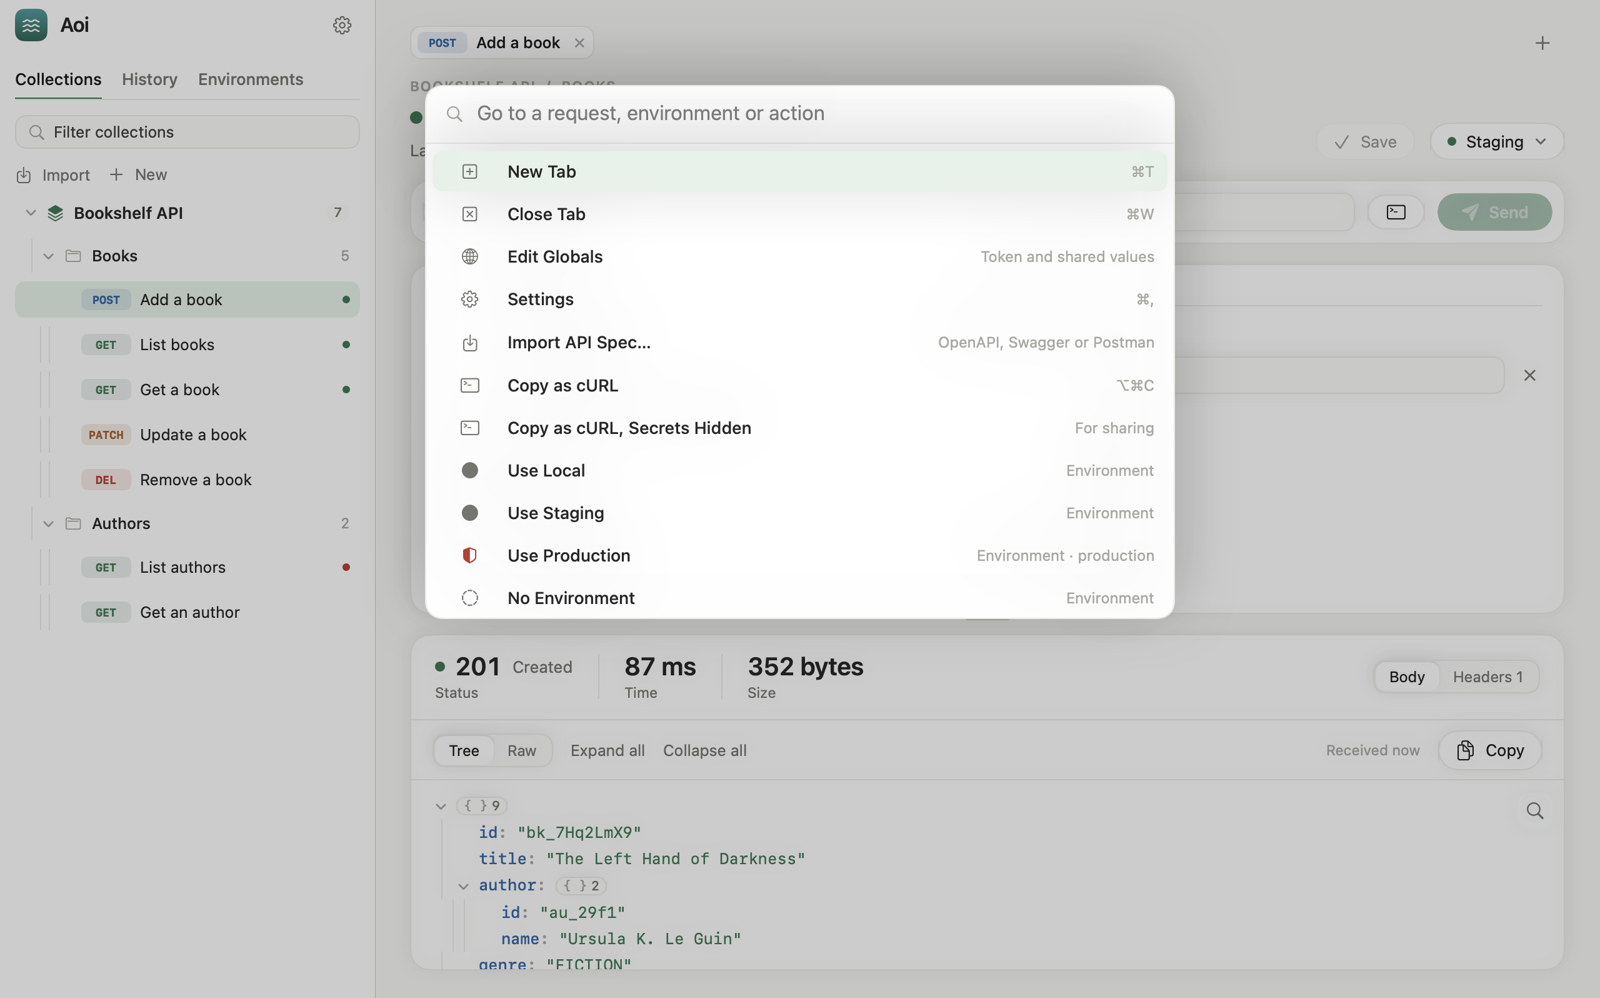 Aoi
Collections History Environments
Filter collections
Import New
Bookshelf API 7
Books 5
POST Add a book
GET List books
GET Get a book
PATCH Update a book
DEL Remove a book
Authors 2
GET List authors
GET Get an author
POST Add a book
BOOKSHELF API / BOOKS
La
Save Staging
Send
Go to a request, environment or action
New Tab ⌘T
Close Tab ⌘W
Edit Globals Token and shared values
Settings ⌘,
Import API Spec... OpenAPI, Swagger or Postman
Copy as cURL ⌥⌘C
Copy as cURL, Secrets Hidden For sharing
Use Local Environment
Use Staging Environment
Use Production Environment · production
No Environment Environment
201 Created 87 ms 352 bytes
Status Time Size
Body Headers 1
Tree Raw Expand all Collapse all Received now Copy
{ } 9
id: "bk_7Hq2LmX9"
title: "The Left Hand of Darkness"
author: { } 2
id: "au_29f1"
name: "Ursula K. Le Guin"
genre: "FICTION"